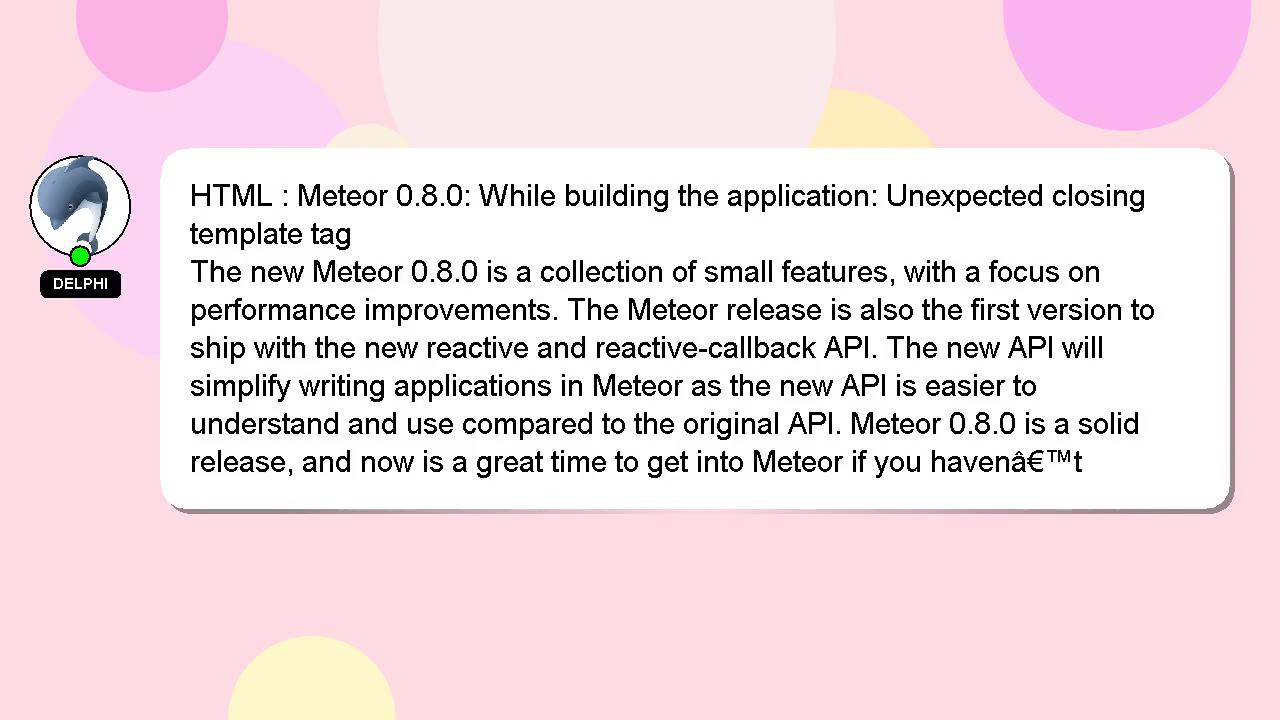 HTML : Meteor 0.8.0: While building the application: Unexpected closing
template tag
The new Meteor 0.8.0 is a collection of small features, with a focus on
performance improvements. The Meteor release is also the first version to
ship with the new reactive and reactive-callback API. The new API will
simplify writing applications in Meteor as the new API is easier to
understand and use compared to the original API. Meteor 0.8.0 is a solid
release, and now is a great time to get into Meteor if you havenâ€™t
DELPHI